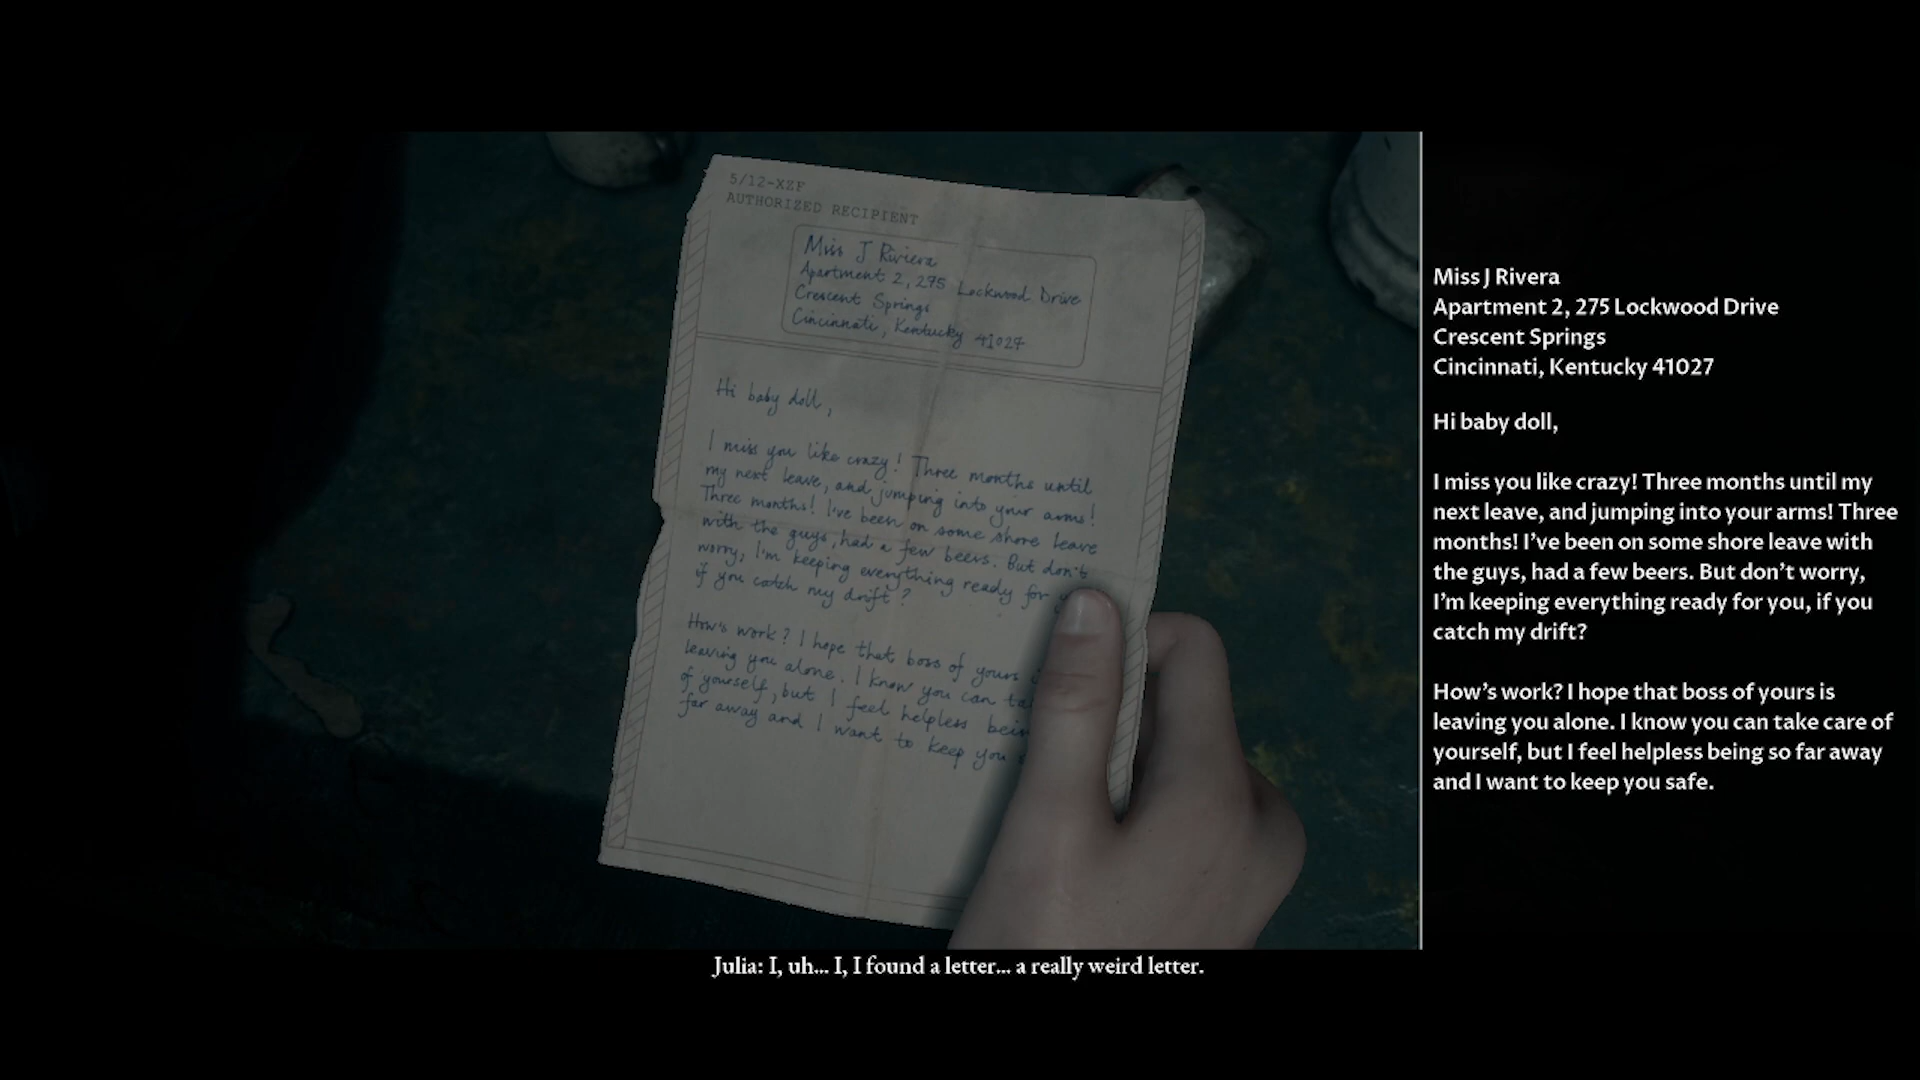 5/12-XZF
AUTHORIZED RECIPIENT
Miss J Riviera
Apartment 2, 275 Lockwood Drive
Crescent Springs
Cincinnati, Kentucky 41027
Hi baby doll,
I miss you like crazy! Three months until
my next leave, and jumping into your arms!
Three months! I've been on some shore leave
with the guys, had a few beers. But don't
worry, I'm keeping everything ready for
if you catch my drift?
How's work? I hope that boss of yours
leaving you alone. I know you can
of yourself, but I feel helpless
far away and I want to keep you
Miss J Rivera
Apartment 2, 275 Lockwood Drive
Crescent Springs
Cincinnati, Kentucky 41027
Hi baby doll,
I miss you like crazy! Three months until my
next leave, and jumping into your arms! Three
months! I've been on some shore leave with
the guys, had a few beers. But don't worry,
I'm keeping everything ready for you, if you
catch my drift?
How's work? I hope that boss of yours is
leaving you alone. I know you can take care of
yourself, but I feel helpless being so far away
and I want to keep you safe.
Julia: I, uh... I, I found a letter... a really weird letter.